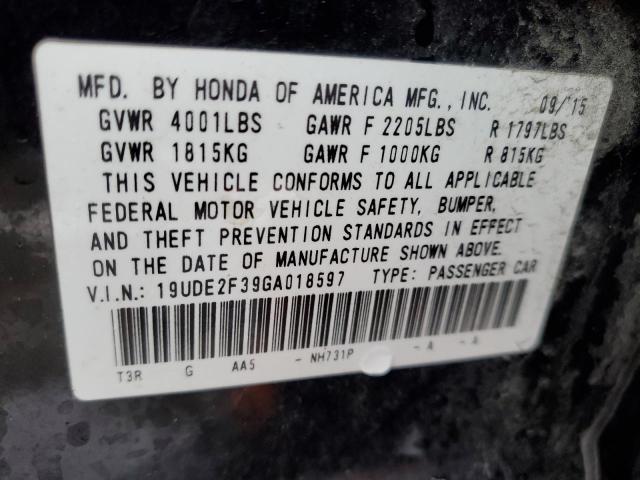 MFD. BY HONDA OF AMERICA MFG., INC. 09/'15
GVWR 4001LBS GAWR F 2205LBS R 1797LBS
GVWR 1815KG GAWR F 1000KG R 815KG
THIS VEHICLE CONFORMS TO ALL APPLICABLE
FEDERAL MOTOR VEHICLE SAFETY, BUMPER,
AND THEFT PREVENTION STANDARDS IN EFFECT
ON THE DATE OF MANUFACTURE SHOWN ABOVE.
V.I.N.: 19UDE2F39GA018597 TYPE: PASSENGER CAR
T3R G AA5 - NH731P - A - A